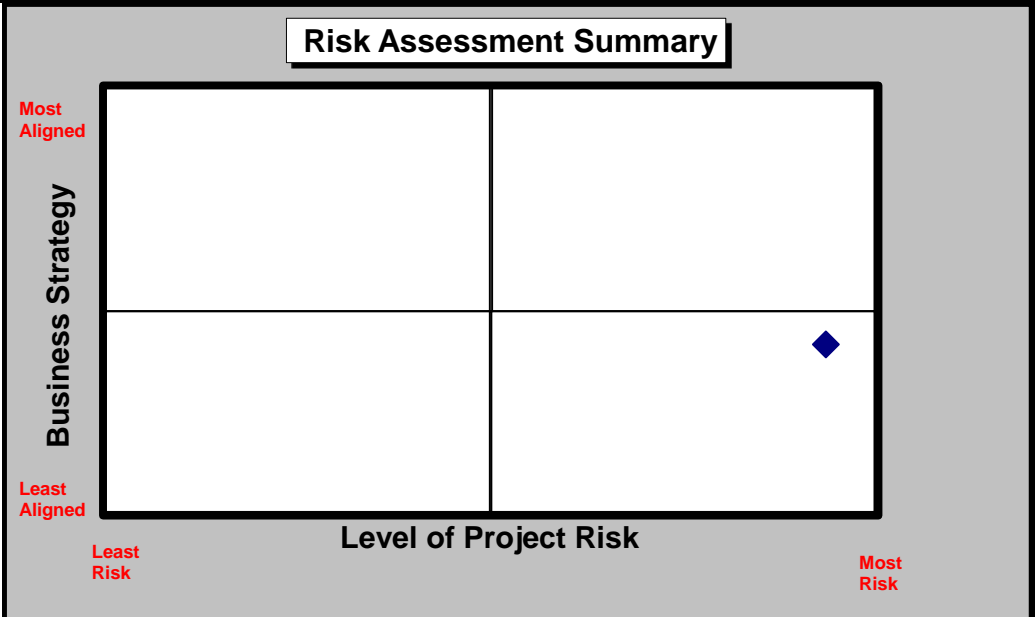 Risk Assessment Summary
Most
Aligned
Business Strategy
Least
Aligned
Level of Project Risk
Least
Risk
Most
Risk